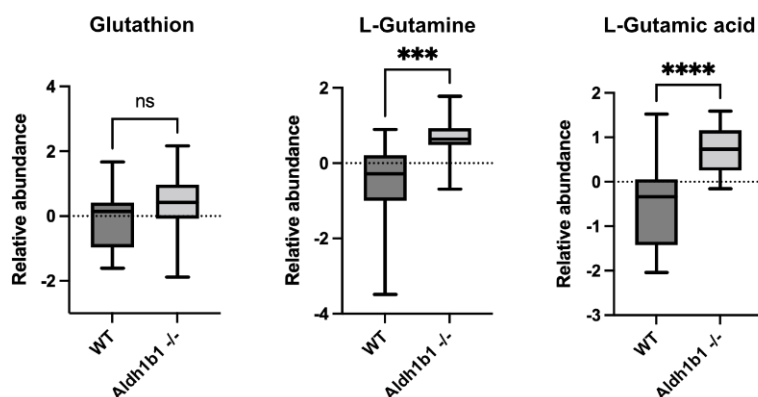 Glutathion
Relative abundance
4
2
0
-2
ns
WT
Aldh1b1 -/-
L-Gutamine
Relative abundance
2
0
-2
-4
***
WT
Aldh1b1 -/-
L-Gutamic acid
Relative abundance
2
1
0
-1
-2
-3
****
WT
Aldh1b1 -/-